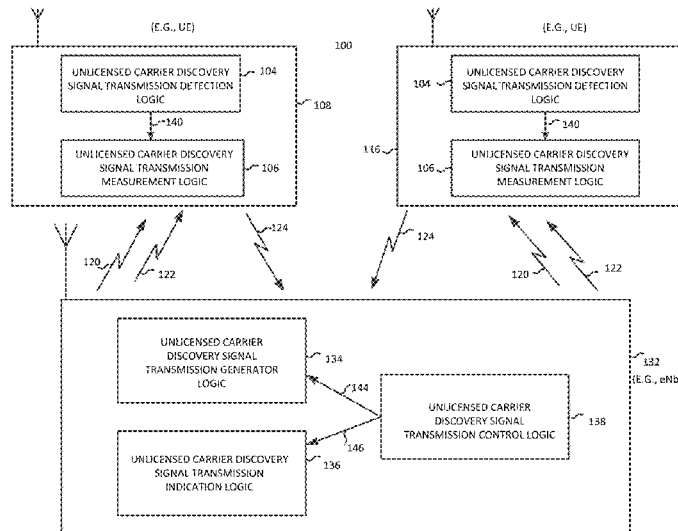 (E.G., UE)
UNLICENSED CARRIER DISCOVERY
SIGNAL TRANSMISSION DETECTION
LOGIC
104
108
140
UNLICENSED CARRIER DISCOVERY
SIGNAL TRANSMISSION
MEASUREMENT LOGIC
106
100
(E.G., UE)
104
UNLICENSED CARRIER DISCOVERY
SIGNAL TRANSMISSION DETECTION
LOGIC
116
140
106
UNLICENSED CARRIER DISCOVERY
SIGNAL TRANSMISSION
MEASUREMENT LOGIC
120
122
124
124
120
122
UNLICENSED CARRIER
DISCOVERY SIGNAL
TRANSMISSION GENERATOR
LOGIC
134
144
UNLICENSED CARRIER
DISCOVERY SIGNAL
TRANSMISSION CONTROL LOGIC
138
132
(E.G., eNb
146
UNLICENSED CARRIER DISCOVERY
SIGNAL TRANSMISSION
INDICATION LOGIC
136